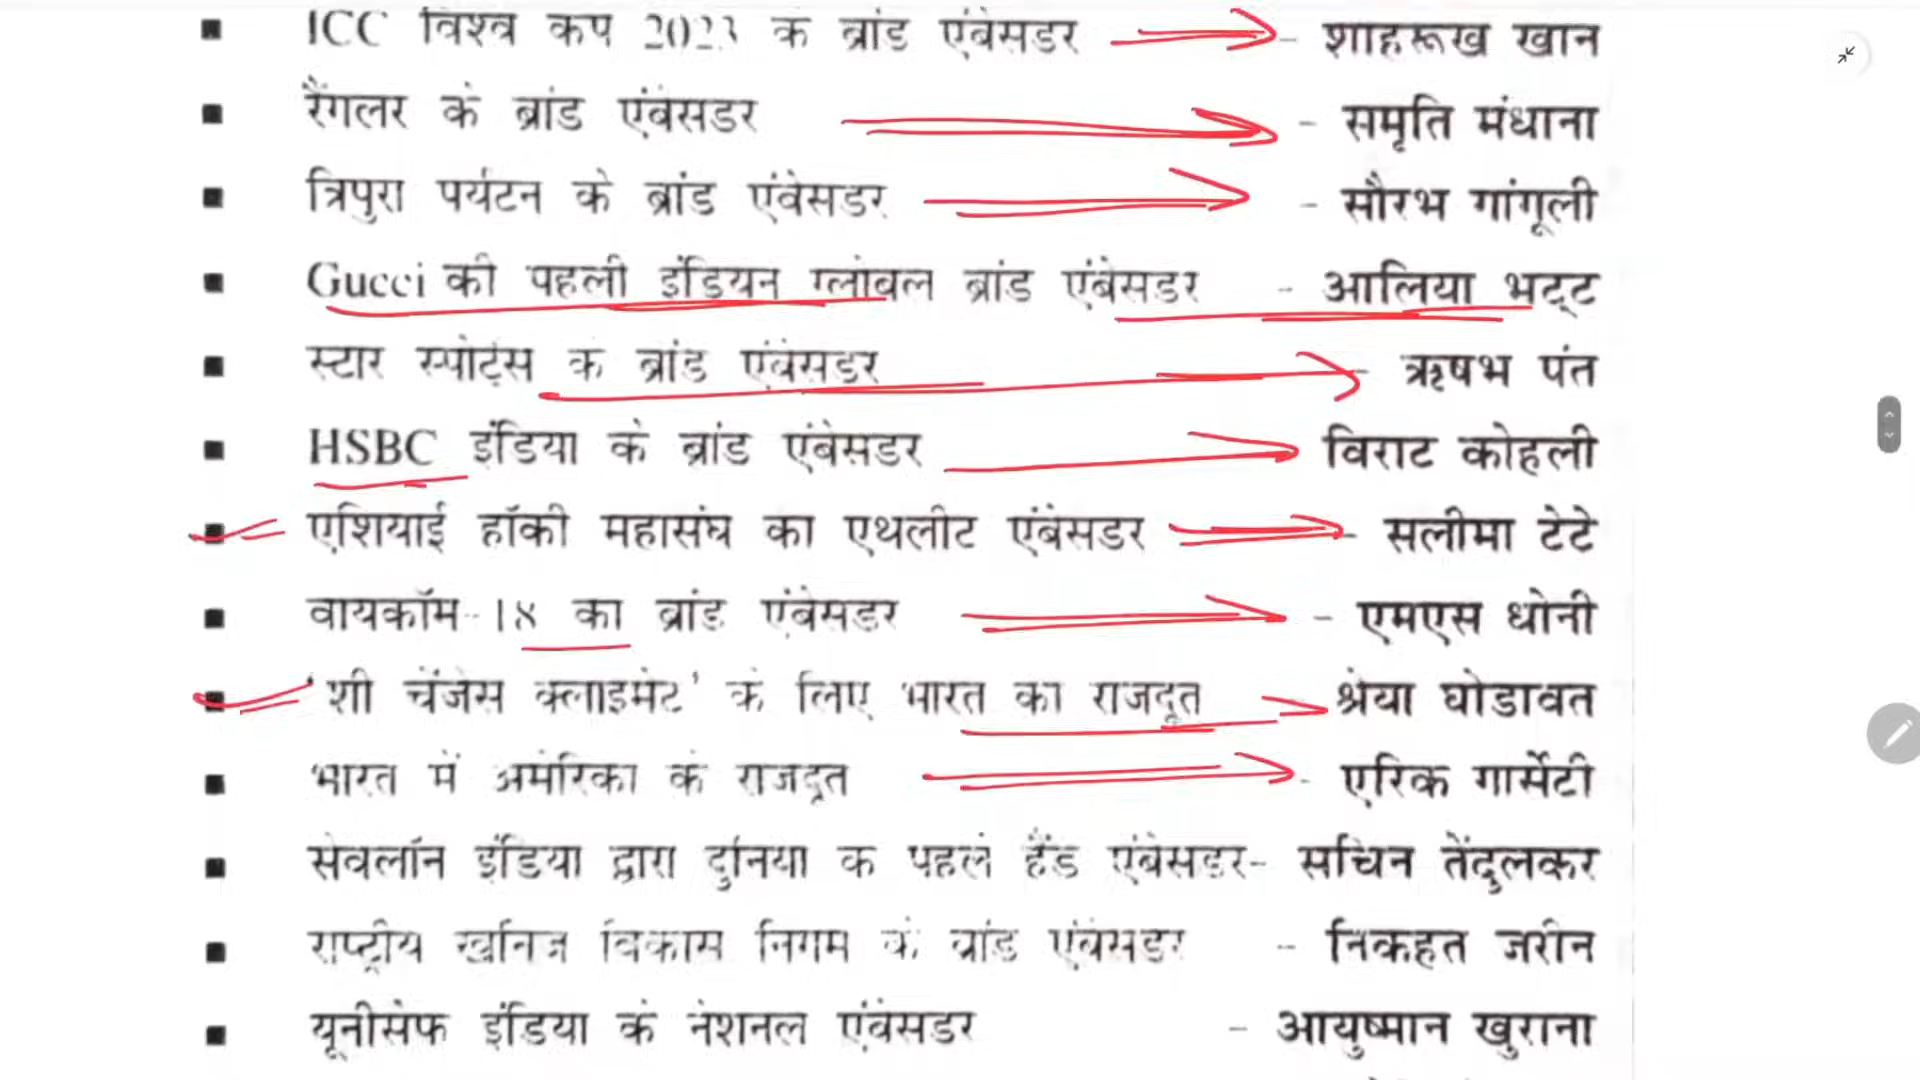 ICC विश्व कप 2023 के ब्रांड एंबेसडर - शाहरूख खान
रैंगलर के ब्रांड एंबेसडर - समृति मंधाना
त्रिपुरा पर्यटन के ब्रांड एंबेसडर - सौरभ गांगूली
Gucci की पहली इंडियन ग्लोबल ब्रांड एंबेसडर - आलिया भट्ट
स्टार स्पोर्ट्स के ब्रांड एंबेसडर - ऋषभ पंत
HSBC इंडिया के ब्रांड एंबेसडर विराट कोहली
एशियाई हॉकी महासंघ का एथलीट एंबेसडर - सलीमा टेटे
वायकॉम-18 का ब्रांड एंबेसडर - एमएस धोनी
'शी चेंजेस क्लाइमेट' के लिए भारत का राजदूत श्रेया घोडावत
भारत में अमेरिका के राजदूत - एरिक गार्सेटी
सेवलॉन इंडिया द्वारा दुनिया के पहले हैंड एंबेसडर- सचिन तेंदुलकर
राष्ट्रीय खनिज विकास निगम के ब्रांड एंबेसडर - निकहत जरीन
यूनीसेफ इंडिया के नेशनल एंबेसडर - आयुष्मान खुराना